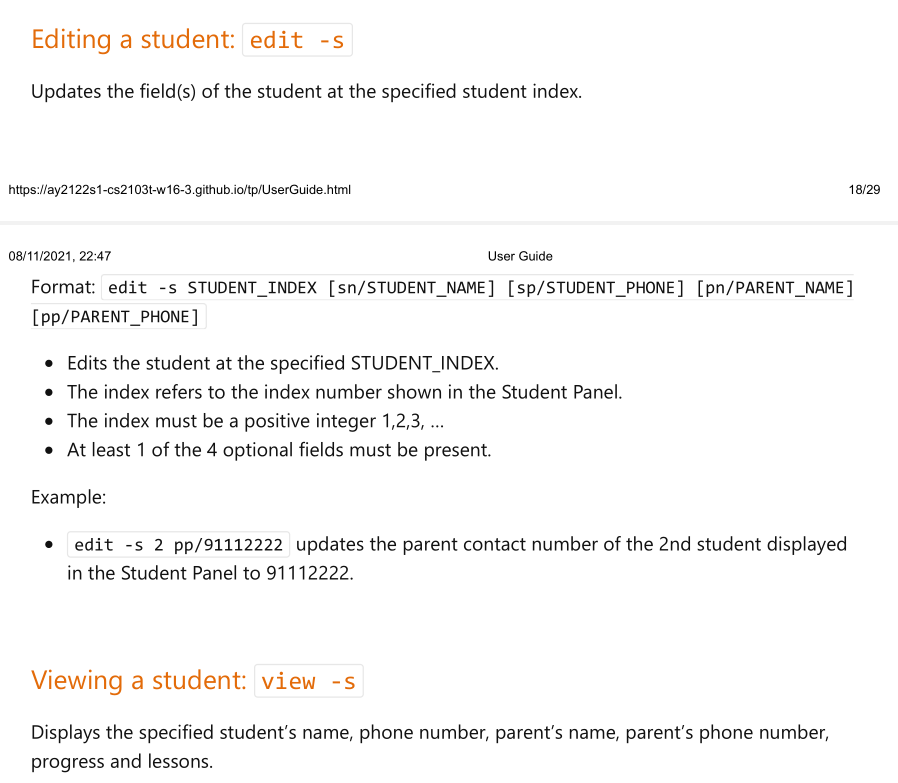 Editing a student: edit -s
Updates the field(s) of the student at the specified student index.
https://ay2122s1-cs2103t-w16-3.github.io/tp/UserGuide.html 18/29
08/11/2021, 22:47 User Guide
Format: edit -s STUDENT_INDEX [sn/STUDENT_NAME] [sp/STUDENT_PHONE] [pn/PARENT_NAME]
[pp/PARENT_PHONE]
• Edits the student at the specified STUDENT_INDEX.
• The index refers to the index number shown in the Student Panel.
• The index must be a positive integer 1,2,3, …
• At least 1 of the 4 optional fields must be present.
Example:
• edit -s 2 pp/91112222 updates the parent contact number of the 2nd student displayed
in the Student Panel to 91112222.
Viewing a student: view -s
Displays the specified student’s name, phone number, parent’s name, parent’s phone number,
progress and lessons.